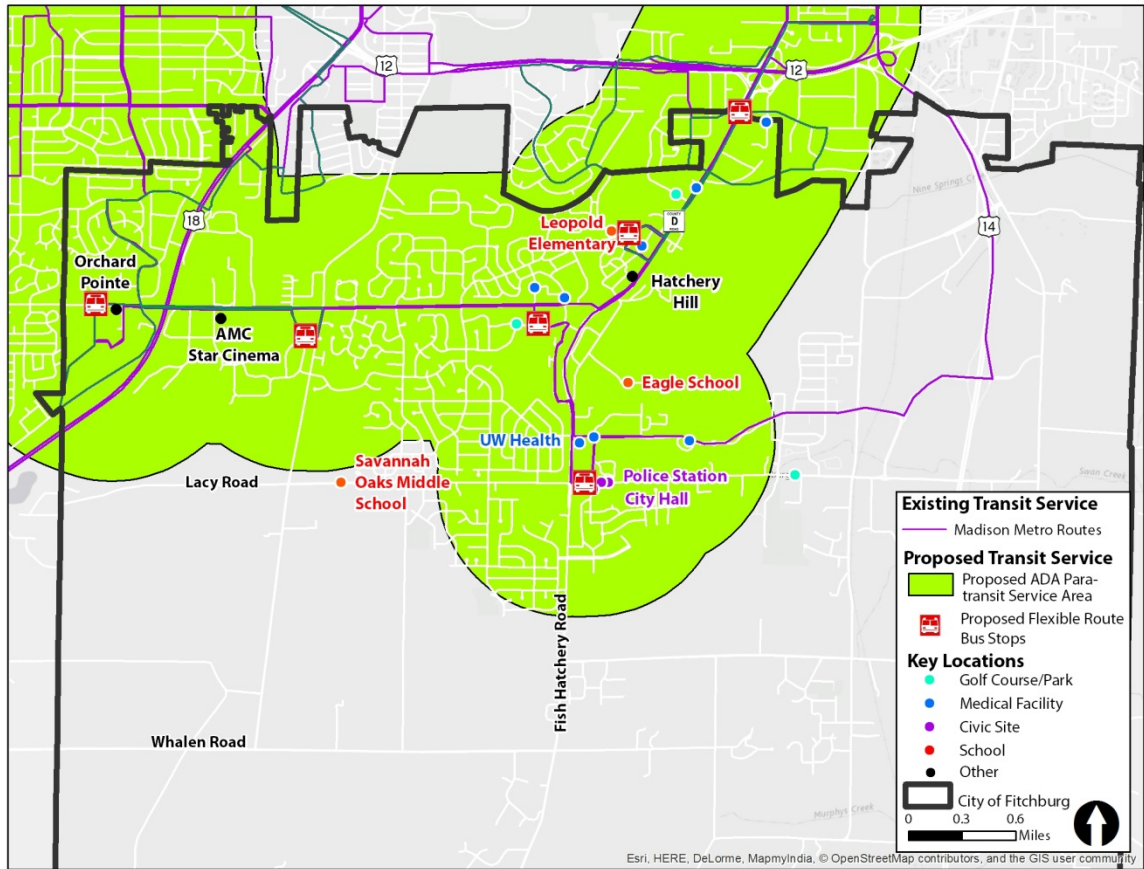 12
12
Nine Springs
18
COUNTY
D
ROAD
14
Leopold
Elementary
Orchard
Pointe
Hatchery
Hill
AMC
Star Cinema
Eagle School
UW Health
Savannah
Oaks Middle
School
Lacy Road
Police Station
City Hall
Swan Creek
Fish Hatchery Road
Whalen Road
Murphys Creek
Existing Transit Service
Madison Metro Routes
Proposed Transit Service
Proposed ADA Para-
transit Service Area
Proposed Flexible Route
Bus Stops
Key Locations
Golf Course/Park
Medical Facility
Civic Site
School
Other
City of Fitchburg
0 0.3 0.6
Miles
Esri, HERE, DeLorme, MapmyIndia, © OpenStreetMap contributors, and the GIS user community